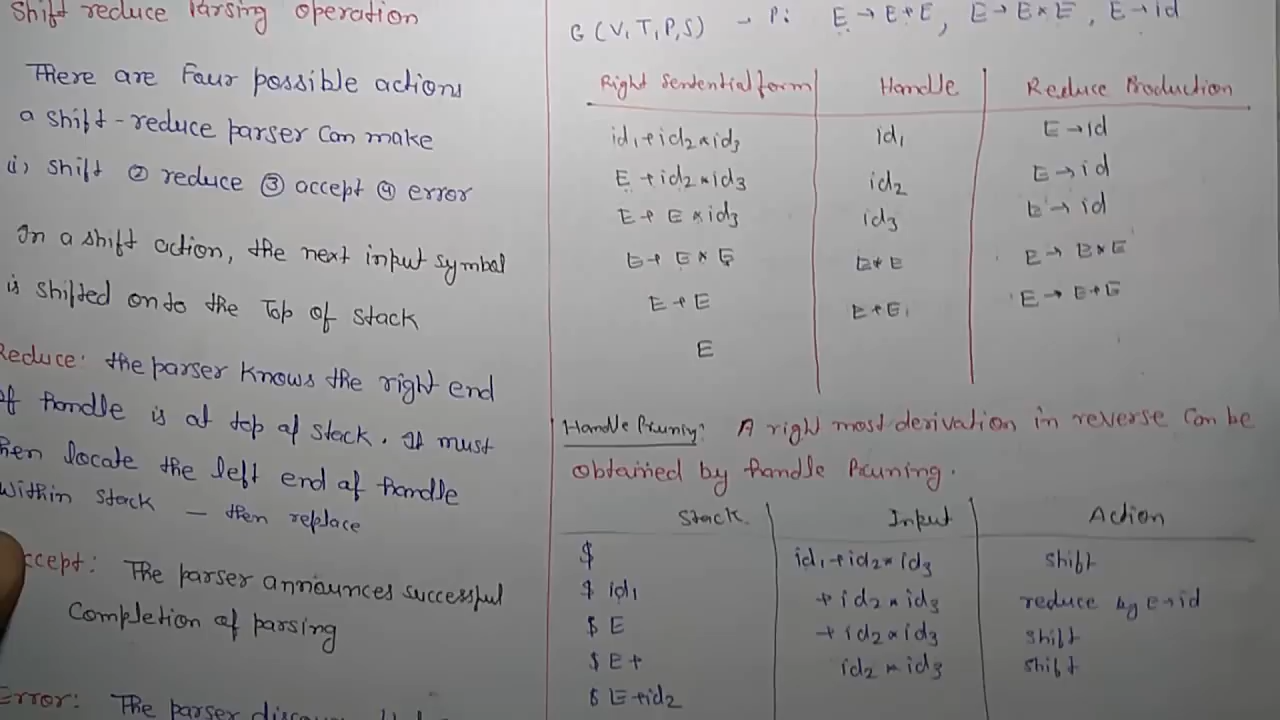 Shift reduce Parsing operation
There are Four possible actions
a shift-reduce parser can make
(i) shift ② reduce ③ accept ④ error
In a shift action, the next input symbol
is shifted on to the Top of stack
Reduce: the parser knows the right end
of handle is at top of stack. It must
then locate the left end of handle
within stack — then replace
Accept: The parser announces successful
Completion of parsing
Error: The parser
G (V, T, P, S) - P: E → E+E, E → E*E, E → id
Right Sentential form Handle Reduce Production
id₁+id₂*id₃ id₁ E → id
E+id₂*id₃ id₂ E → id
E+E*id₃ id₃ E → id
E+E*E E*E E → E*E
E+E E+E E → E+E
E
Handle Pruning: A right most derivation in reverse can be
obtained by handle Pruning.
Stack Input Action
$ id₁+id₂*id₃ shift
$ id₁ +id₂*id₃ reduce by E→id
$ E +id₂*id₃ shift
$ E+ id₂*id₃ shift
$ E+id₂